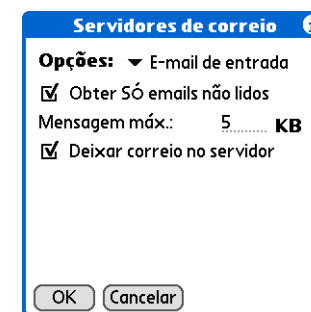 Servidores de correio
Opções: E-mail de entrada
Obter SÓ emails não lidos
Mensagem máx.: 5 KB
Deixar correio no servidor
OK Cancelar